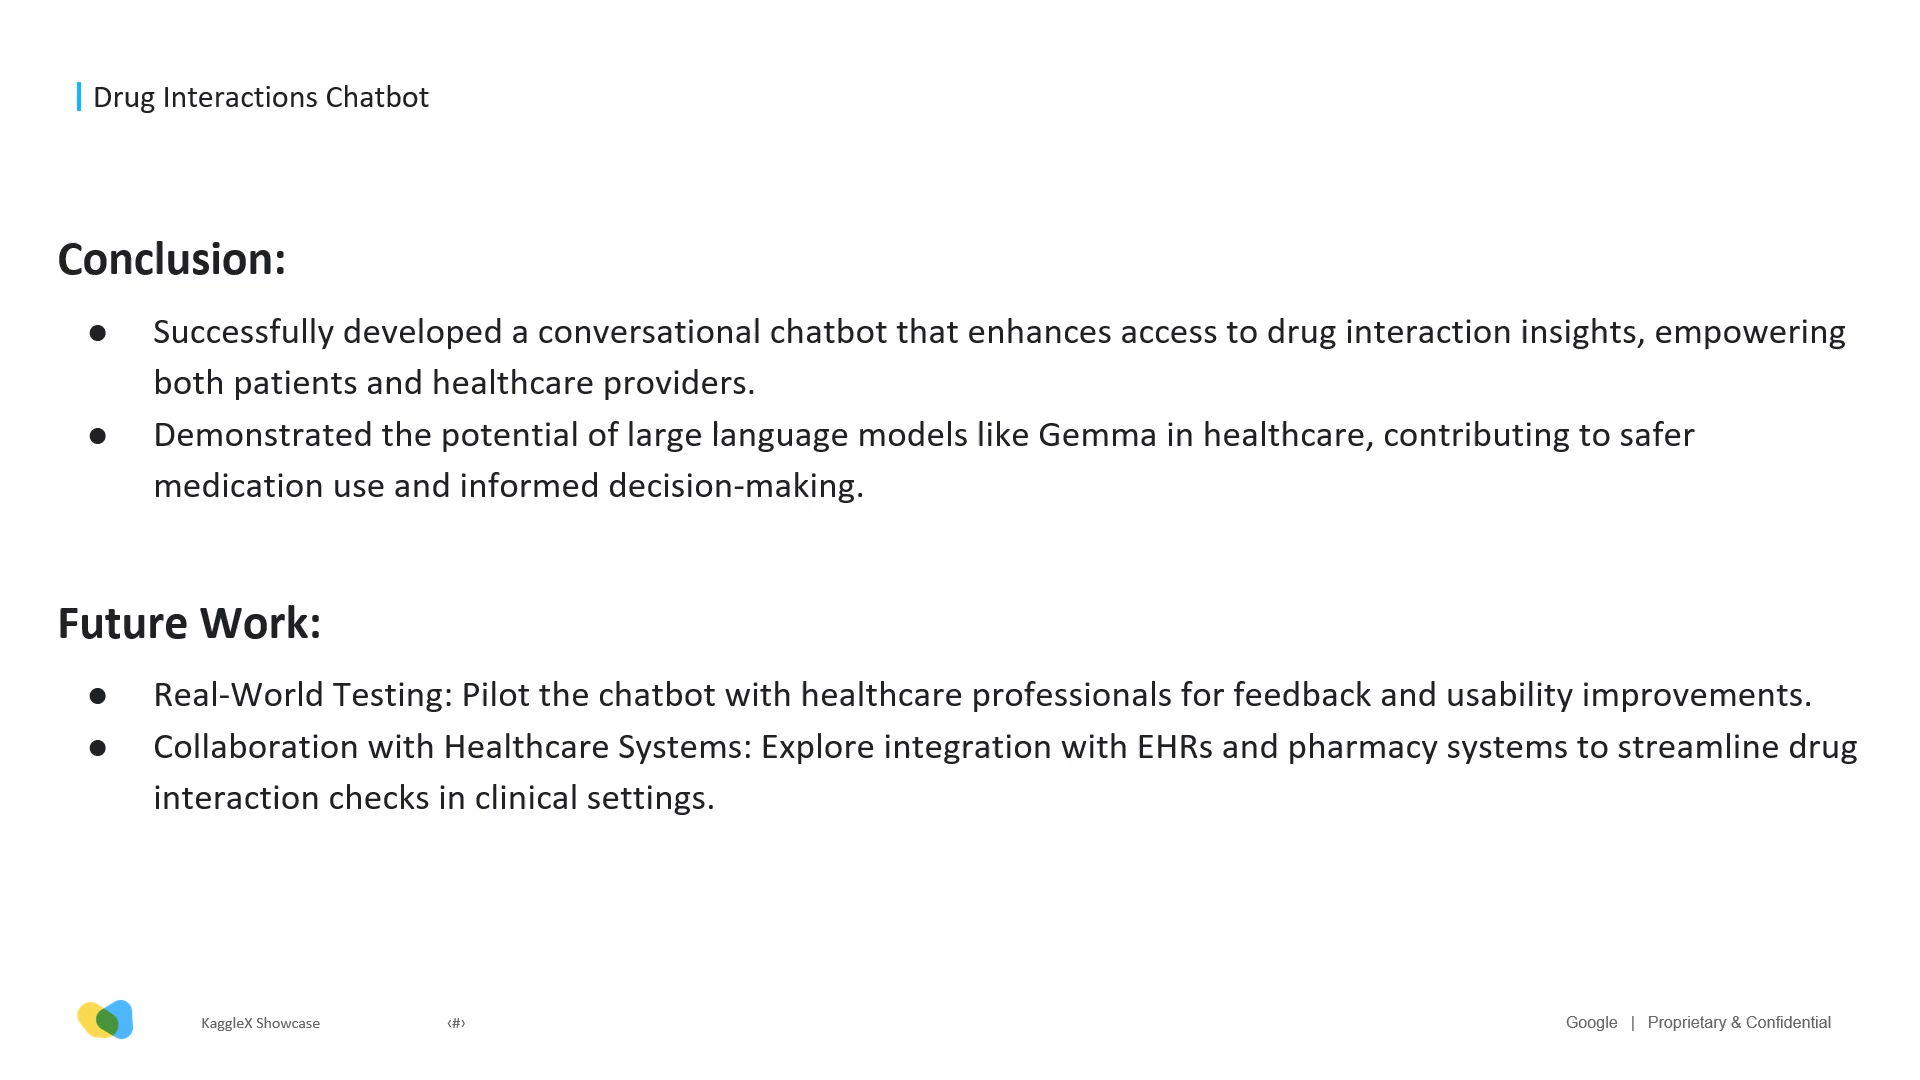 Drug Interactions Chatbot
Conclusion:
● Successfully developed a conversational chatbot that enhances access to drug interaction insights, empowering
both patients and healthcare providers.
● Demonstrated the potential of large language models like Gemma in healthcare, contributing to safer
medication use and informed decision-making.
Future Work:
● Real-World Testing: Pilot the chatbot with healthcare professionals for feedback and usability improvements.
● Collaboration with Healthcare Systems: Explore integration with EHRs and pharmacy systems to streamline drug
interaction checks in clinical settings.
KaggleX Showcase ‹#› Google | Proprietary & Confidential